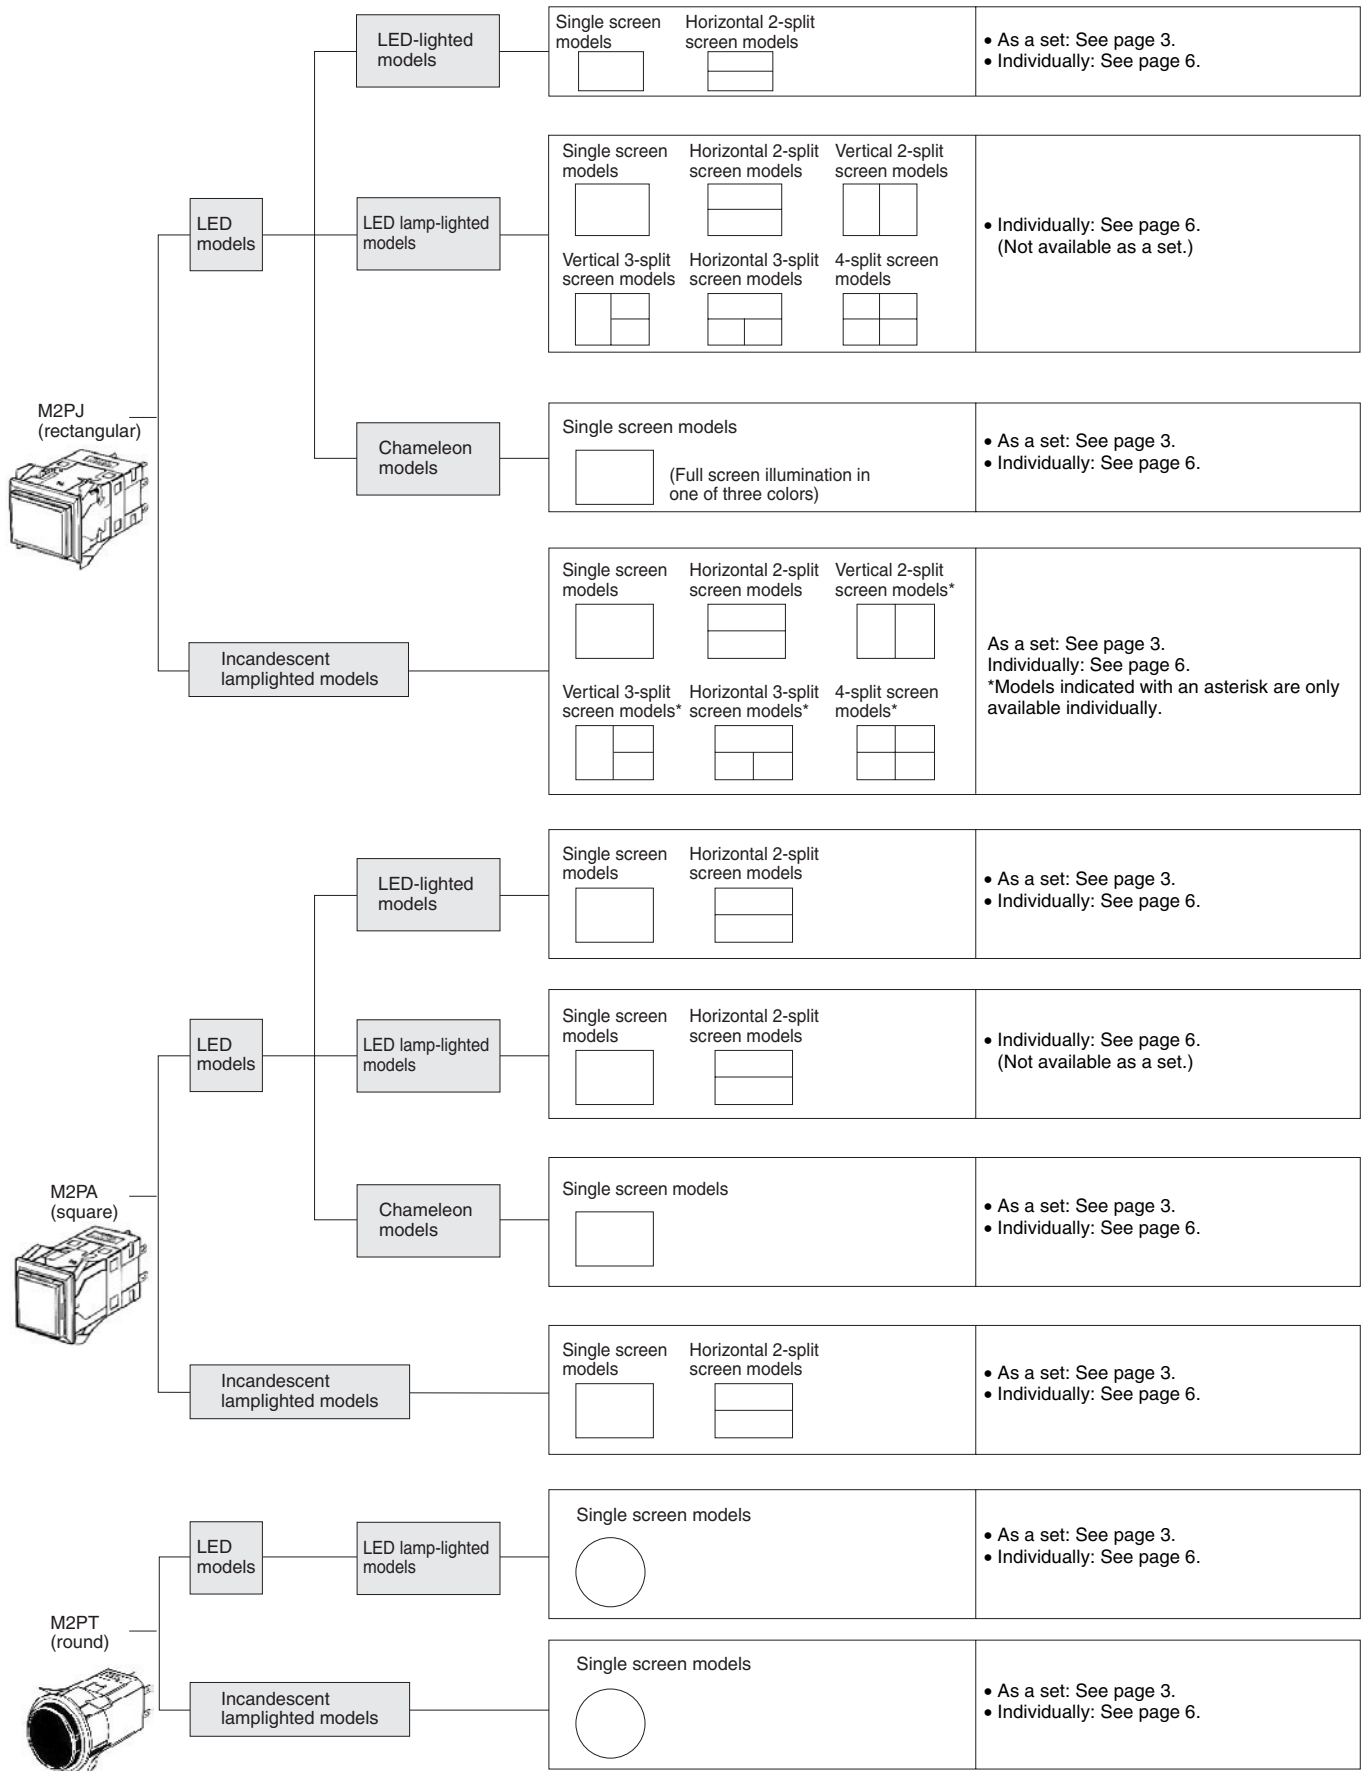 LED-lighted
models
Single screen
models
Horizontal 2-split
screen models
• As a set: See page 3.
• Individually: See page 6.
LED
models
LED lamp-lighted
models
Single screen
models
Horizontal 2-split
screen models
Vertical 2-split
screen models
Vertical 3-split
screen models
Horizontal 3-split
screen models
4-split screen
models
• Individually: See page 6.
(Not available as a set.)
M2PJ
(rectangular)
Chameleon
models
Single screen models
(Full screen illumination in
one of three colors)
• As a set: See page 3.
• Individually: See page 6.
Incandescent
lamplighted models
Single screen
models
Horizontal 2-split
screen models
Vertical 2-split
screen models*
Vertical 3-split
screen models*
Horizontal 3-split
screen models*
4-split screen
models*
As a set: See page 3.
Individually: See page 6.
*Models indicated with an asterisk are only
available individually.
LED-lighted
models
Single screen
models
Horizontal 2-split
screen models
• As a set: See page 3.
• Individually: See page 6.
LED
models
LED lamp-lighted
models
Single screen
models
Horizontal 2-split
screen models
• Individually: See page 6.
(Not available as a set.)
M2PA
(square)
Chameleon
models
Single screen models
• As a set: See page 3.
• Individually: See page 6.
Incandescent
lamplighted models
Single screen
models
Horizontal 2-split
screen models
• As a set: See page 3.
• Individually: See page 6.
LED
models
LED lamp-lighted
models
Single screen models
• As a set: See page 3.
• Individually: See page 6.
M2PT
(round)
Incandescent
lamplighted models
Single screen models
• As a set: See page 3.
• Individually: See page 6.